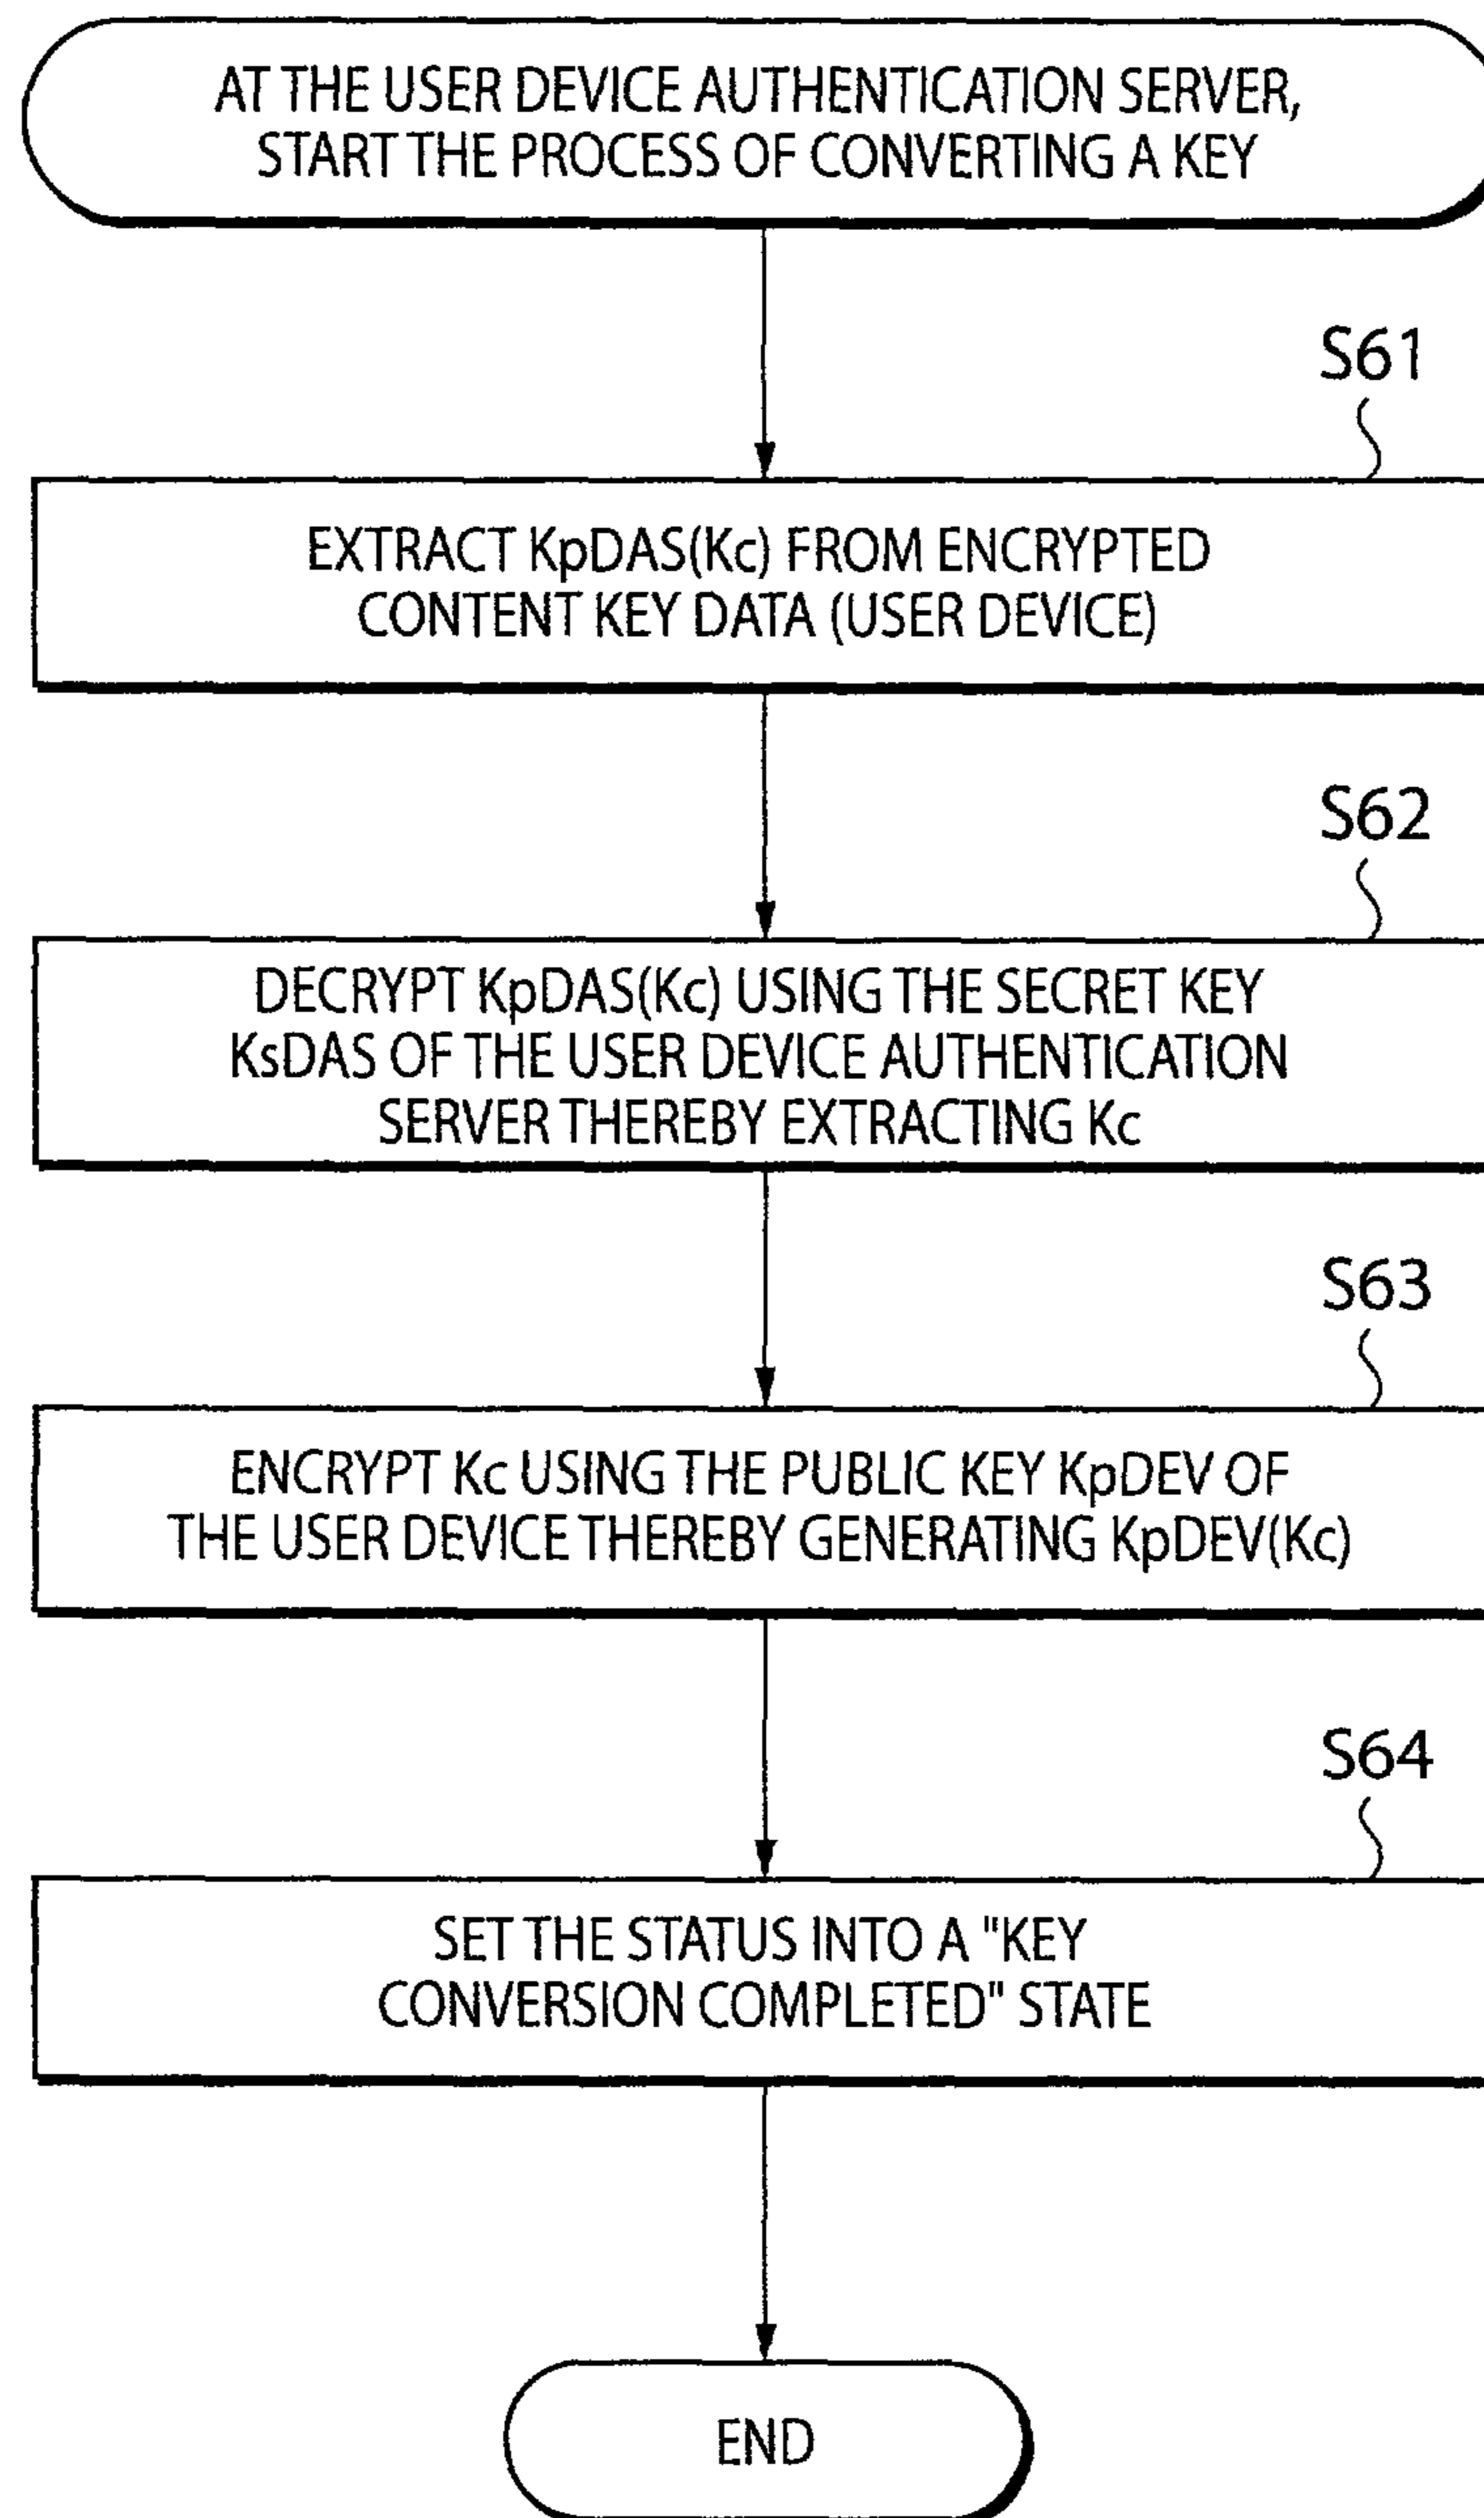 AT THE USER DEVICE AUTHENTICATION SERVER,
START THE PROCESS OF CONVERTING A KEY
S61
EXTRACT KpDAS(Kc) FROM ENCRYPTED
CONTENT KEY DATA (USER DEVICE)
S62
DECRYPT KpDAS(Kc) USING THE SECRET KEY
KsDAS OF THE USER DEVICE AUTHENTICATION
SERVER THEREBY EXTRACTING Kc
S63
ENCRYPT Kc USING THE PUBLIC KEY KpDEV OF
THE USER DEVICE THEREBY GENERATING KpDEV(Kc)
S64
SET THE STATUS INTO A "KEY
CONVERSION COMPLETED" STATE
END